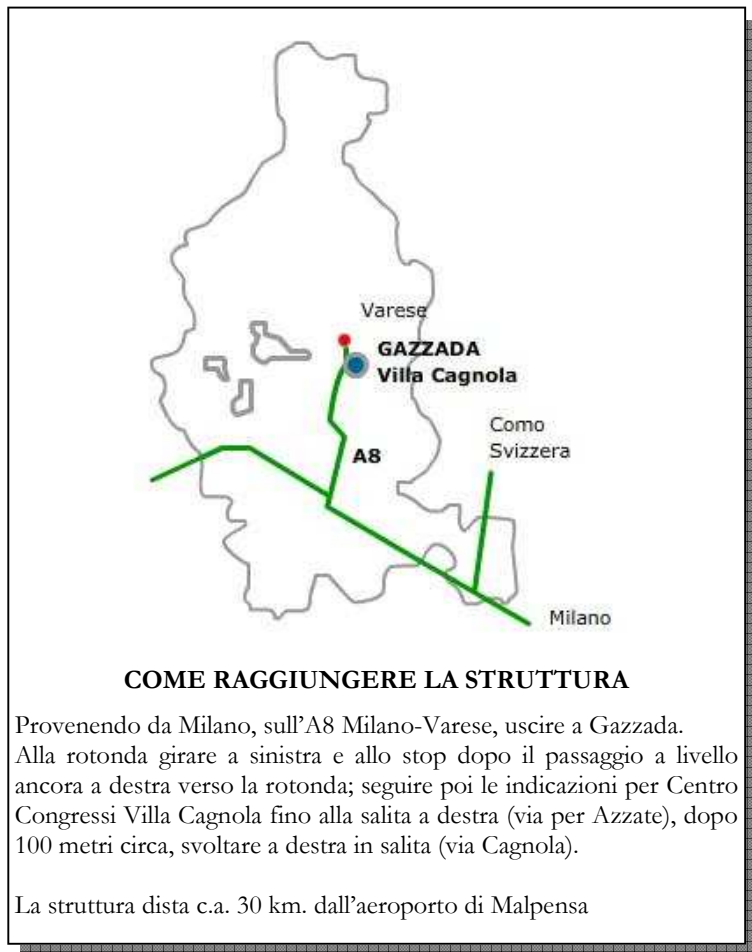 Varese
GAZZADA
Villa Cagnola
Como
Svizzera
A8
Milano
COME RAGGIUNGERE LA STRUTTURA
Provenendo da Milano, sull’A8 Milano-Varese, uscire a Gazzada.
Alla rotonda girare a sinistra e allo stop dopo il passaggio a livello
ancora a destra verso la rotonda; seguire poi le indicazioni per Centro
Congressi Villa Cagnola fino alla salita a destra (via per Azzate), dopo
100 metri circa, svoltare a destra in salita (via Cagnola).
La struttura dista c.a. 30 km. dall’aeroporto di Malpensa